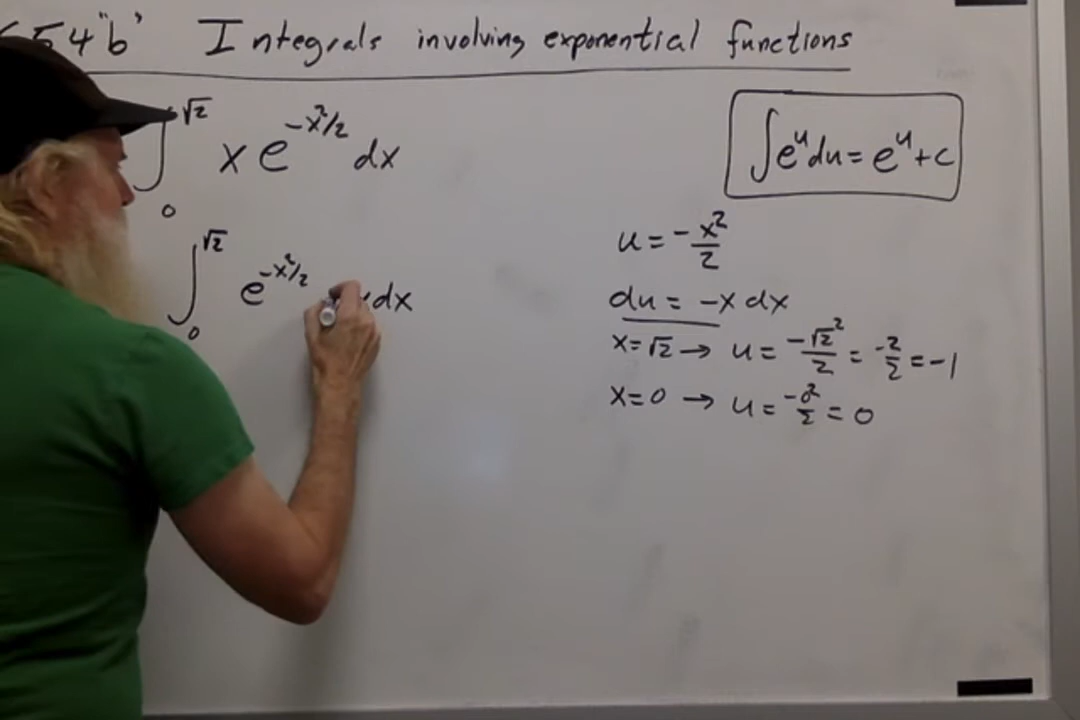 5.4 "b" Integrals involving exponential functions
∫₀^√2 x e^(-x²/2) dx
∫e^u du = e^u + c
u = -x²/2
∫₀^√2 e^(-x²/2) dx
du = -x dx
x=√2 → u = -√2²/2 = -2/2 = -1
x=0 → u = -0²/2 = 0